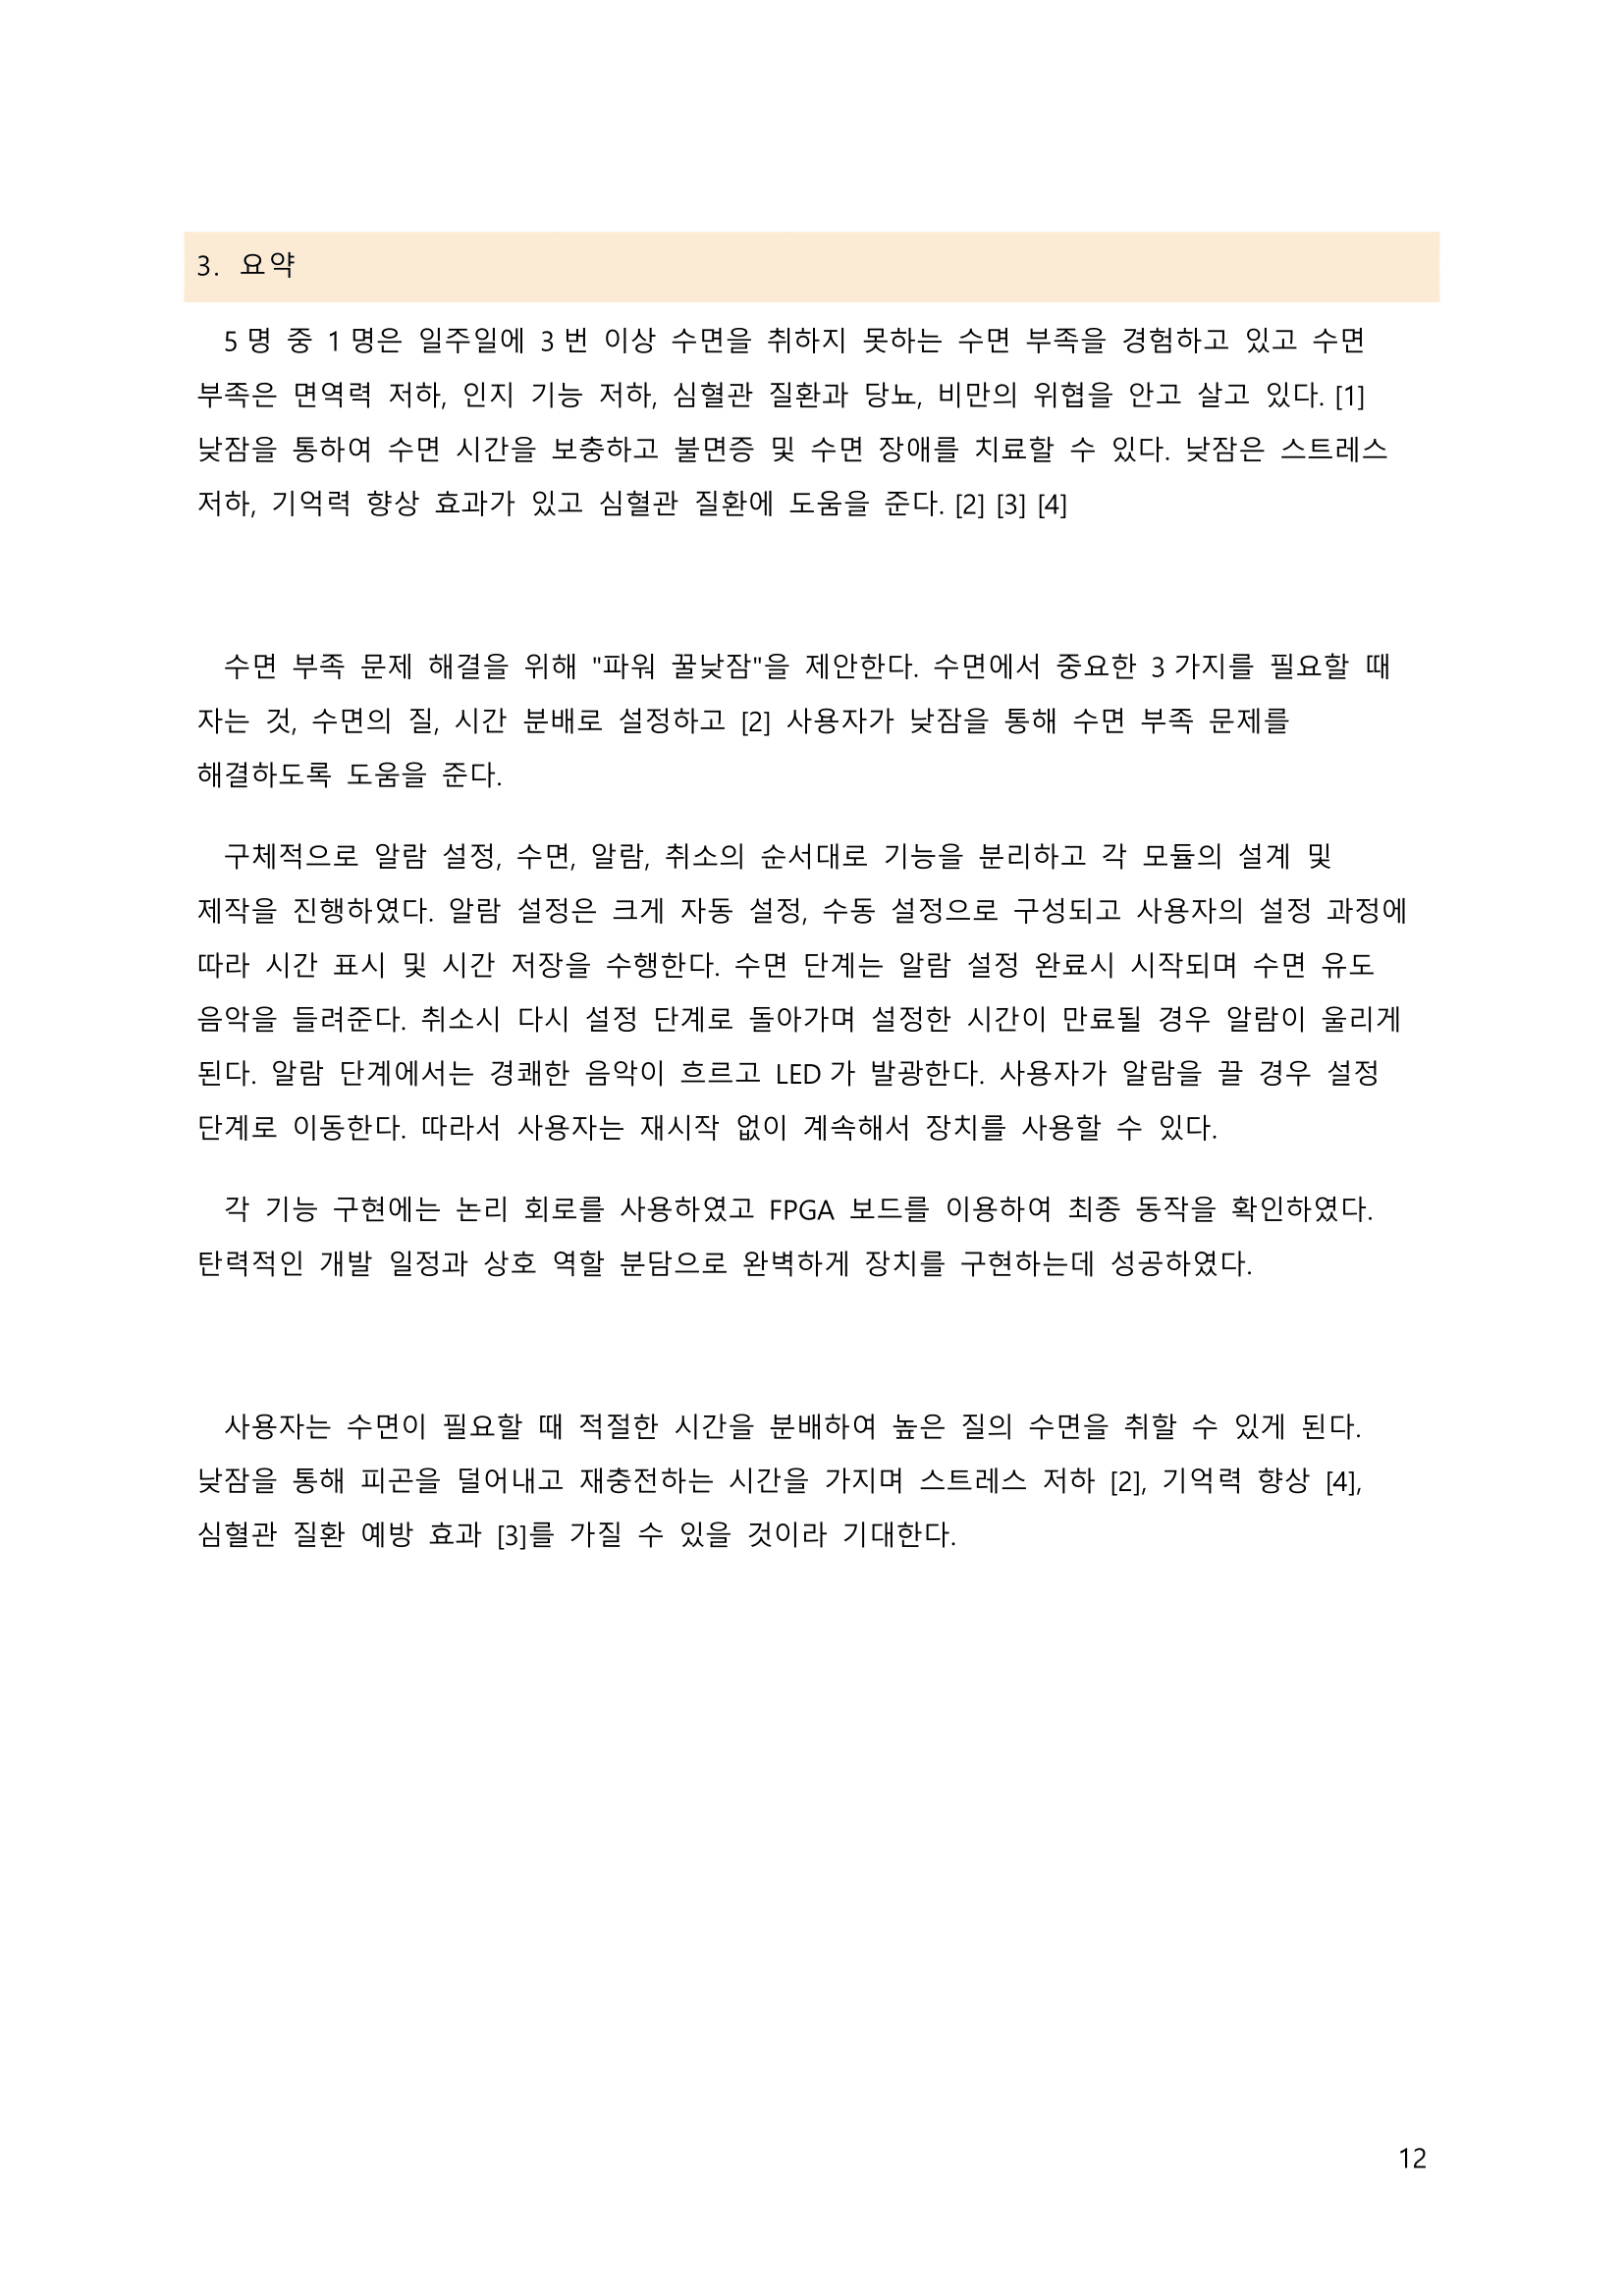 3. 요약
5명 중 1명은 일주일에 3번 이상 수면을 취하지 못하는 수면 부족을 경험하고 있고 수면
부족은 면역력 저하, 인지 기능 저하, 심혈관 질환과 당뇨, 비만의 위협을 안고 살고 있다. [1]
낮잠을 통하여 수면 시간을 보충하고 불면증 및 수면 장애를 치료할 수 있다. 낮잠은 스트레스
저하, 기억력 향상 효과가 있고 심혈관 질환에 도움을 준다. [2] [3] [4]
수면 부족 문제 해결을 위해 "파워 꿀낮잠"을 제안한다. 수면에서 중요한 3가지를 필요할 때
자는 것, 수면의 질, 시간 분배로 설정하고 [2] 사용자가 낮잠을 통해 수면 부족 문제를
해결하도록 도움을 준다.
구체적으로 알람 설정, 수면, 알람, 취소의 순서대로 기능을 분리하고 각 모듈의 설계 및
제작을 진행하였다. 알람 설정은 크게 자동 설정, 수동 설정으로 구성되고 사용자의 설정 과정에
따라 시간 표시 및 시간 저장을 수행한다. 수면 단계는 알람 설정 완료시 시작되며 수면 유도
음악을 들려준다. 취소시 다시 설정 단계로 돌아가며 설정한 시간이 만료될 경우 알람이 울리게
된다. 알람 단계에서는 경쾌한 음악이 흐르고 LED가 발광한다. 사용자가 알람을 끌 경우 설정
단계로 이동한다. 따라서 사용자는 재시작 없이 계속해서 장치를 사용할 수 있다.
각 기능 구현에는 논리 회로를 사용하였고 FPGA 보드를 이용하여 최종 동작을 확인하였다.
탄력적인 개발 일정과 상호 역할 분담으로 완벽하게 장치를 구현하는데 성공하였다.
사용자는 수면이 필요할 때 적절한 시간을 분배하여 높은 질의 수면을 취할 수 있게 된다.
낮잠을 통해 피곤을 덜어내고 재충전하는 시간을 가지며 스트레스 저하 [2], 기억력 향상 [4],
심혈관 질환 예방 효과 [3]를 가질 수 있을 것이라 기대한다.
12